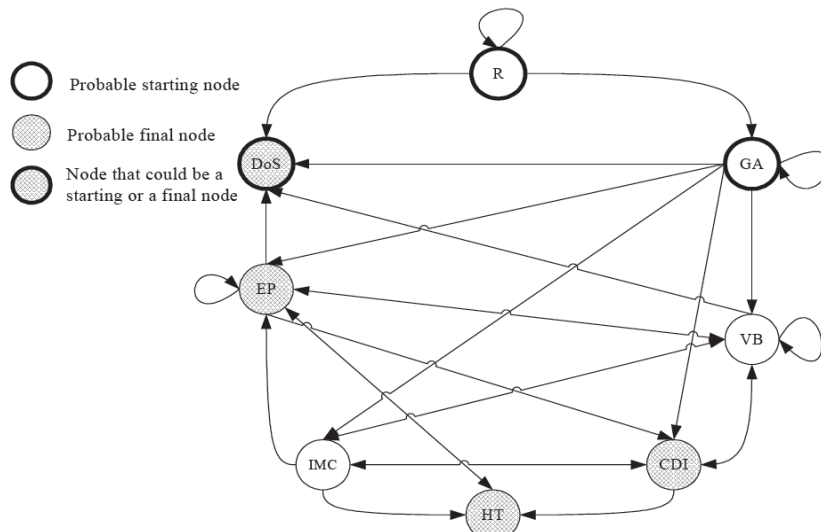 R
Probable starting node
Probable final node
Node that could be a
starting or a final node
DoS
GA
EP
VB
IMC
CDI
HT